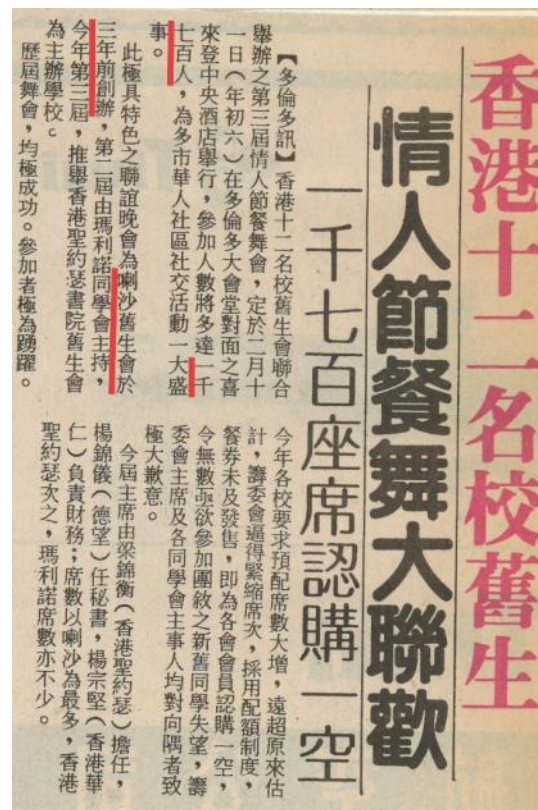 香港十二名校舊生
情人節餐舞大聯歡
一千七百座席認購一空
【多倫多訊】香港十二名校舊生會聯合
舉辦之第三屆情人節餐舞會，定於二月十
一日（年初六）在多倫多大會堂對面之喜
來登中央酒店舉行，參加人數將多達一千
七百人，為多市華人社區社交活動一大盛
事。
此極具特色之聯誼晚會為喇沙舊生會於
三年前創辦，第二屆由瑪利諾同學會主持，
今年第三屆，推舉香港聖約瑟書院舊生會
為主辦學校。
歷屆舞會，均極成功。參加者極為踴躍。
今年各校要求預配席數大增，遠超原來估
計，籌委會逼得緊縮席次，採用配額制度，
餐券未及發售，即為各會會員認購一空，
令無數亟欲參加團敘之新舊同學失望，籌
委會主席及各同學會主事人均對向隅者致
極大歉意。
今屆主席由梁錦衡（香港聖約瑟）擔任，
楊錦儀（德望）任秘書，楊宗堅（香港華
仁）負責財務；席數以喇沙為最多，香港
聖約瑟次之，瑪利諾席數亦不少。